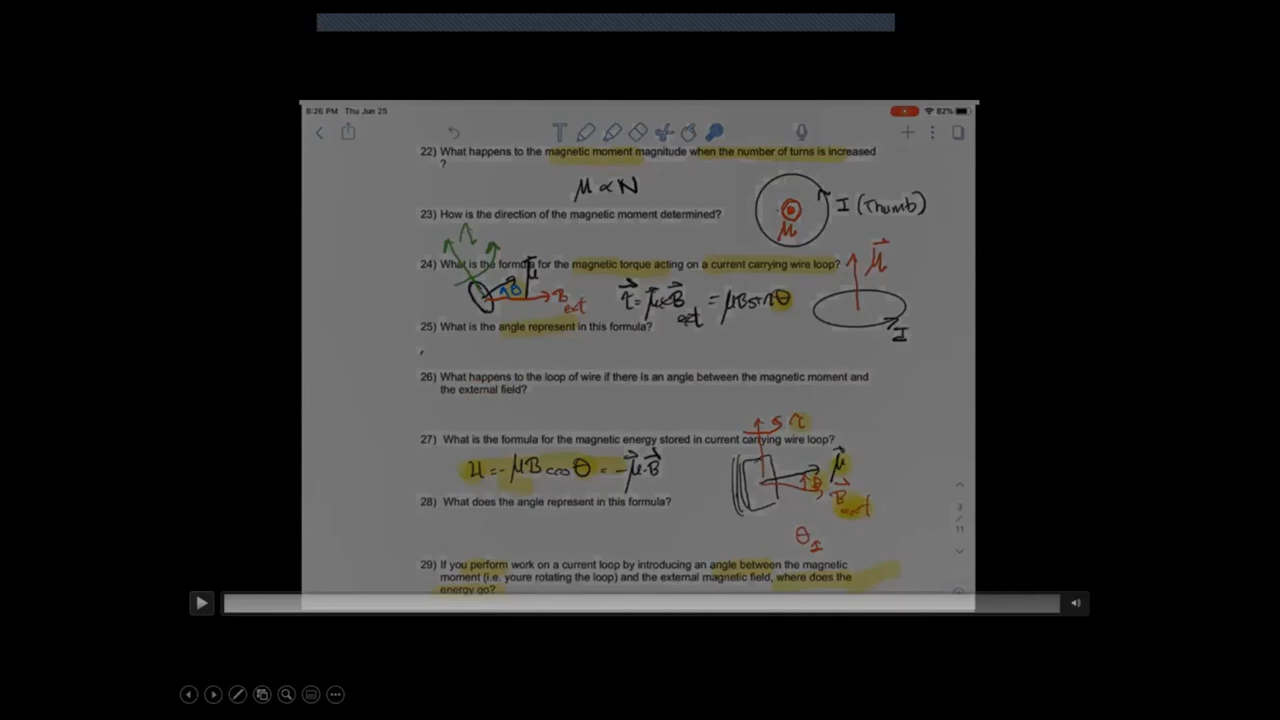 8:26 PM Thu Jun 25
82%
22) What happens to the magnetic moment magnitude when the number of turns is increased
?
μ ∝ N
I (Thumb)
μ
23) How is the direction of the magnetic moment determined?
24) What is the formula for the magnetic torque acting on a current carrying wire loop?
μ
θ
B ext
τ⃗ = μ⃗ × B⃗ext = μB sin θ
μ⃗
I
25) What is the angle represent in this formula?
26) What happens to the loop of wire if there is an angle between the magnetic moment and
the external field?
τ
27) What is the formula for the magnetic energy stored in current carrying wire loop?
U = - μB cos θ = - μ⃗ · B⃗
μ⃗
θ
B⃗ ext
28) What does the angle represent in this formula?
θ
29) If you perform work on a current loop by introducing an angle between the magnetic
moment (i.e. youre rotating the loop) and the external magnetic field, where does the
energy go?
3
/
11